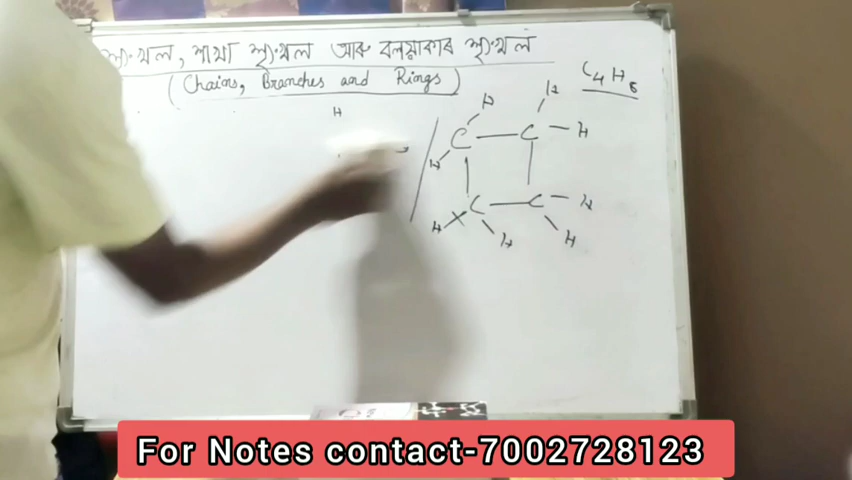 শৃংখল, শাখা শৃংখল আৰু বলয়াকাৰ শৃংখল
(Chains, Branches and Rings)
C4H8
H
H H
C — C — H
H
C — C — H
H H H
For Notes contact-7002728123